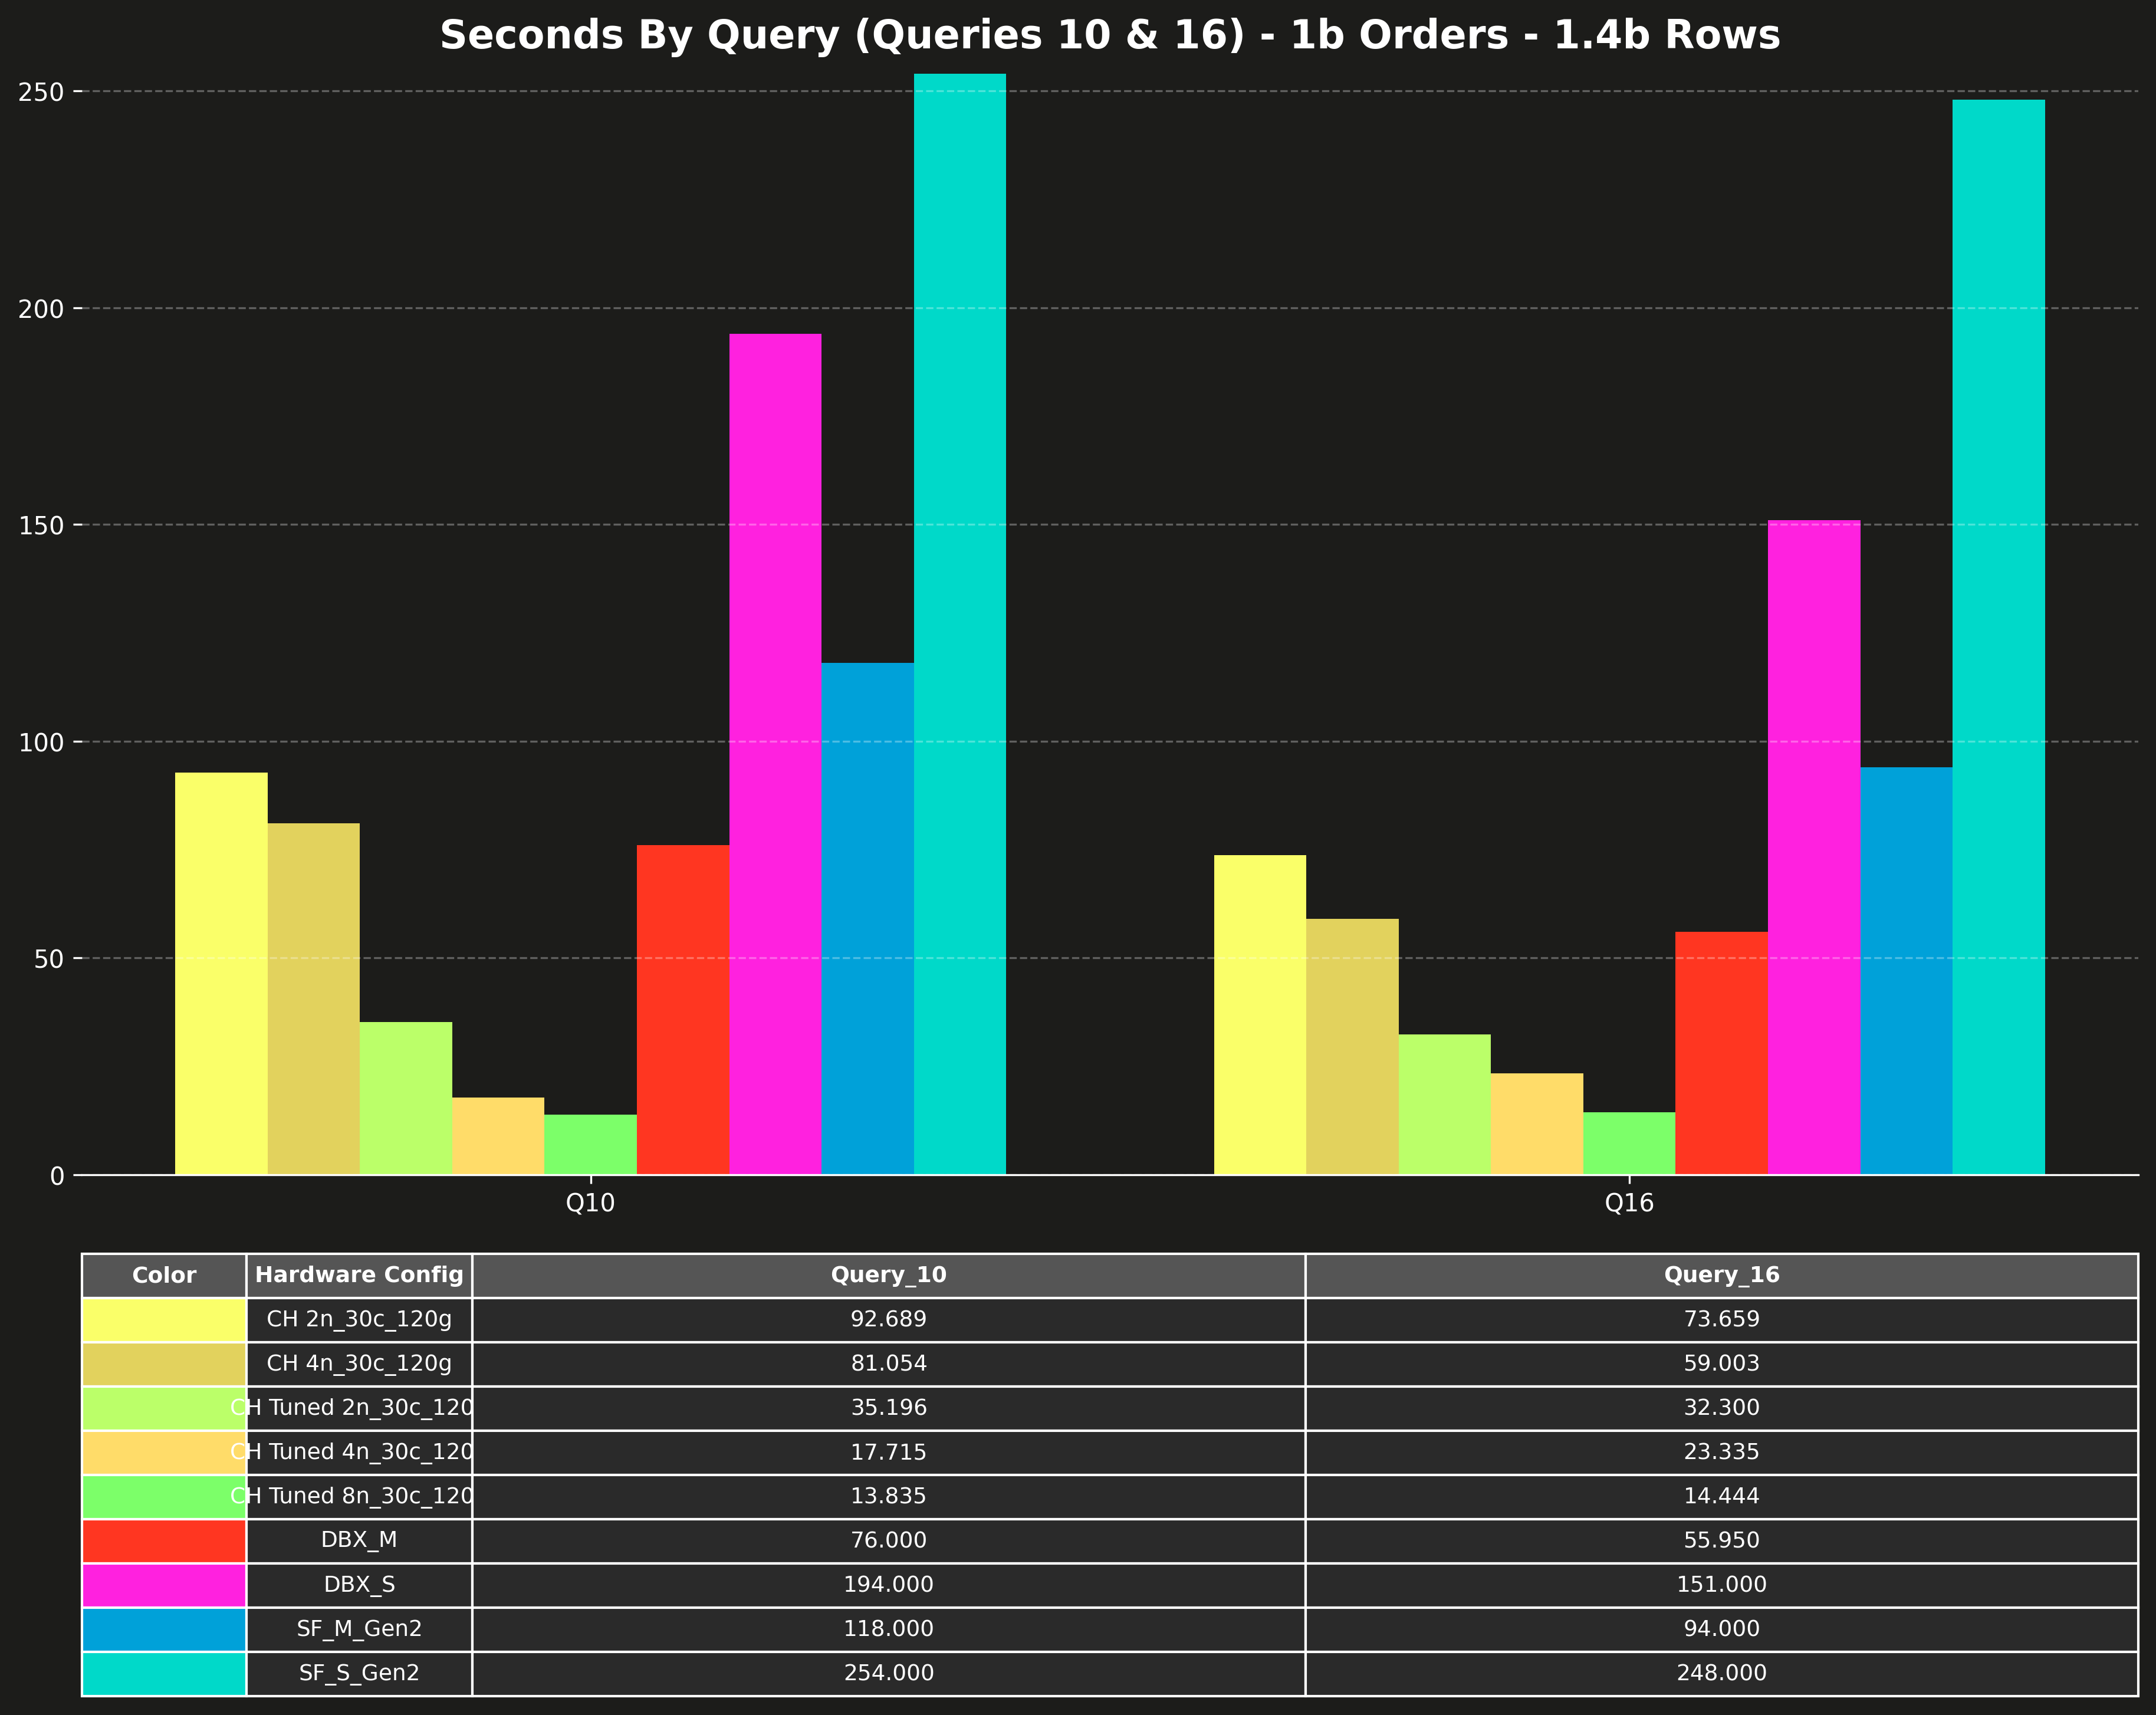 Seconds By Query (Queries 10 & 16) - 1b Orders - 1.4b Rows
250
200
150
100
50
0
Q10 Q16
Color Hardware Config Query_10 Query_16
CH 2n_30c_120g 92.689 73.659
CH 4n_30c_120g 81.054 59.003
CH Tuned 2n_30c_120 35.196 32.300
CH Tuned 4n_30c_120 17.715 23.335
CH Tuned 8n_30c_120 13.835 14.444
DBX_M 76.000 55.950
DBX_S 194.000 151.000
SF_M_Gen2 118.000 94.000
SF_S_Gen2 254.000 248.000